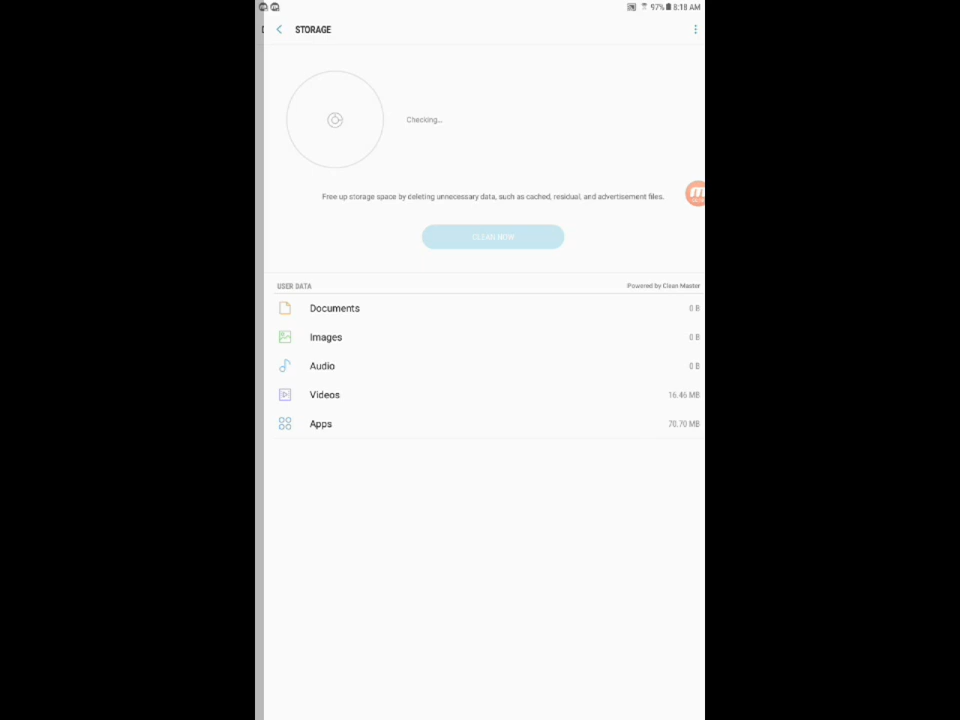 97% 8:18 AM
STORAGE
Checking...
Free up storage space by deleting unnecessary data, such as cached, residual, and advertisement files.
CLEAN NOW
USER DATA Powered by Clean Master
Documents 0 B
Images 0 B
Audio 0 B
Videos 16.46 MB
Apps 70.70 MB